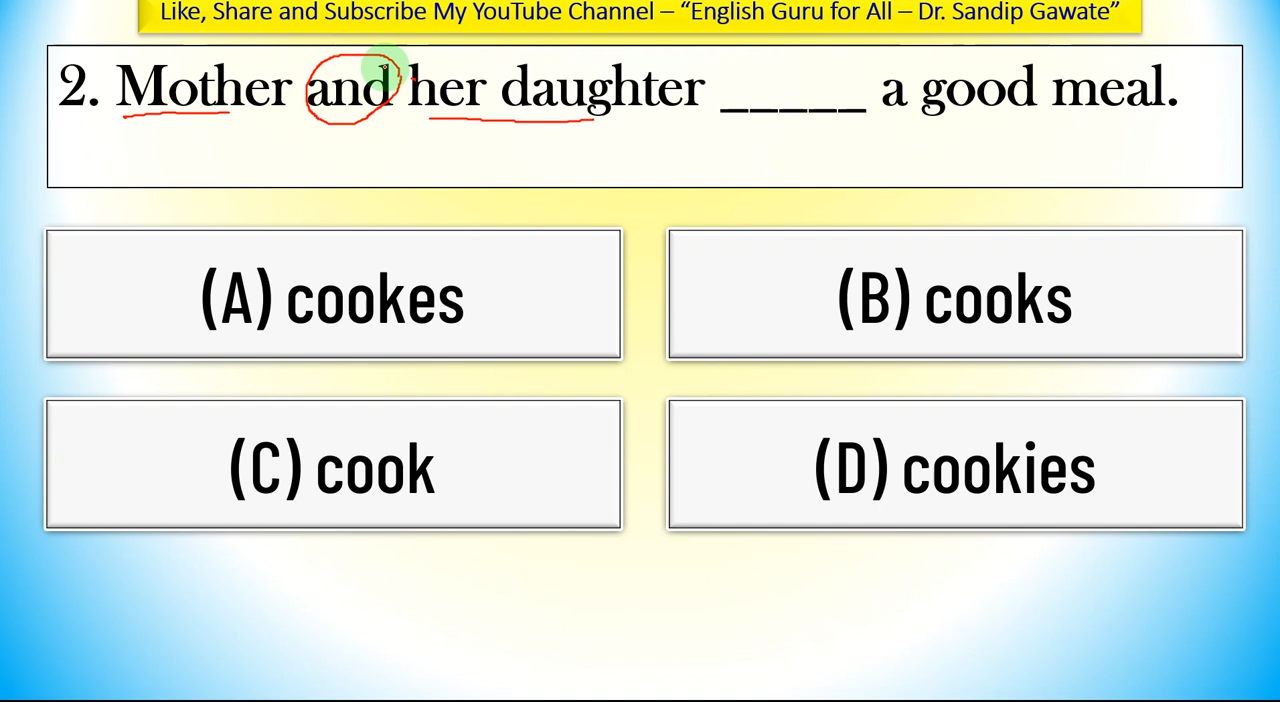 Like, Share and Subscribe My YouTube Channel – “English Guru for All – Dr. Sandip Gawate”
2. Mother and her daughter _____ a good meal.
(A) cookes
(B) cooks
(C) cook
(D) cookies